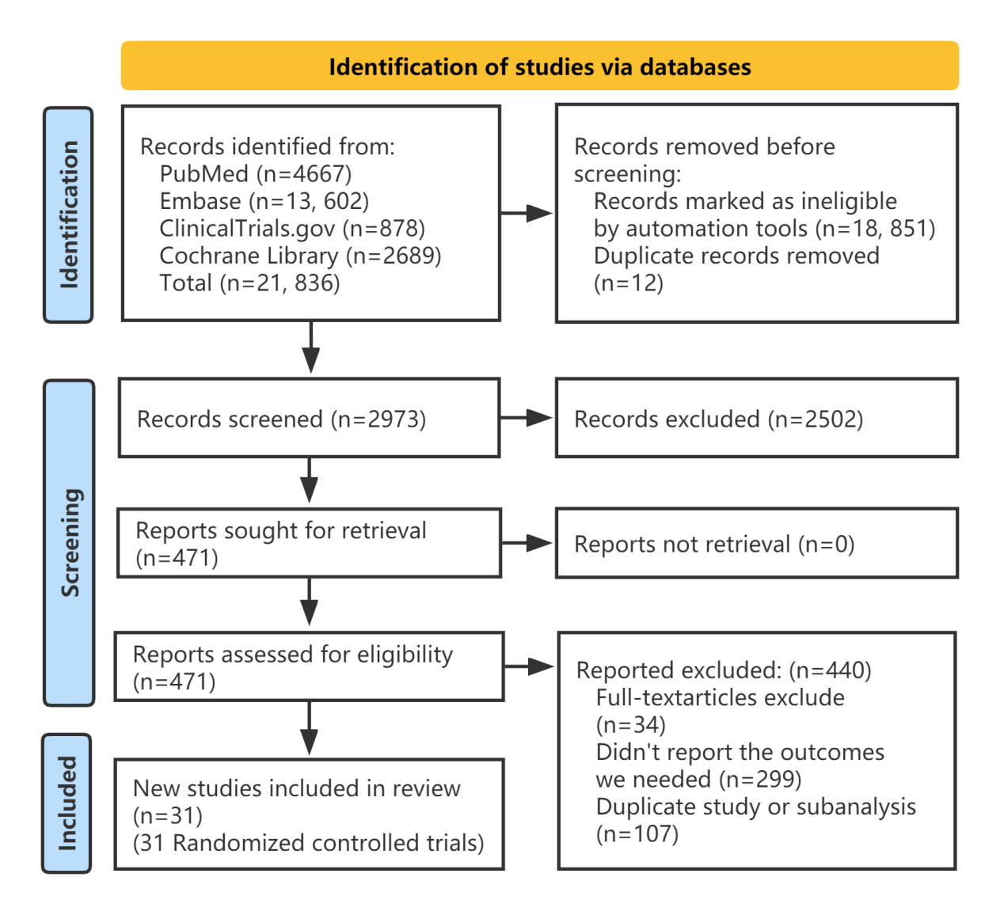 Identification of studies via databases
Identification
Records identified from:
PubMed (n=4667)
Embase (n=13, 602)
ClinicalTrials.gov (n=878)
Cochrane Library (n=2689)
Total (n=21, 836)
Records removed before
screening:
Records marked as ineligible
by automation tools (n=18, 851)
Duplicate records removed
(n=12)
Screening
Records screened (n=2973)
Records excluded (n=2502)
Reports sought for retrieval
(n=471)
Reports not retrieval (n=0)
Reports assessed for eligibility
(n=471)
Reported excluded: (n=440)
Full-textarticles exclude
(n=34)
Didn't report the outcomes
we needed (n=299)
Duplicate study or subanalysis
(n=107)
Included
New studies included in review
(n=31)
(31 Randomized controlled trials)